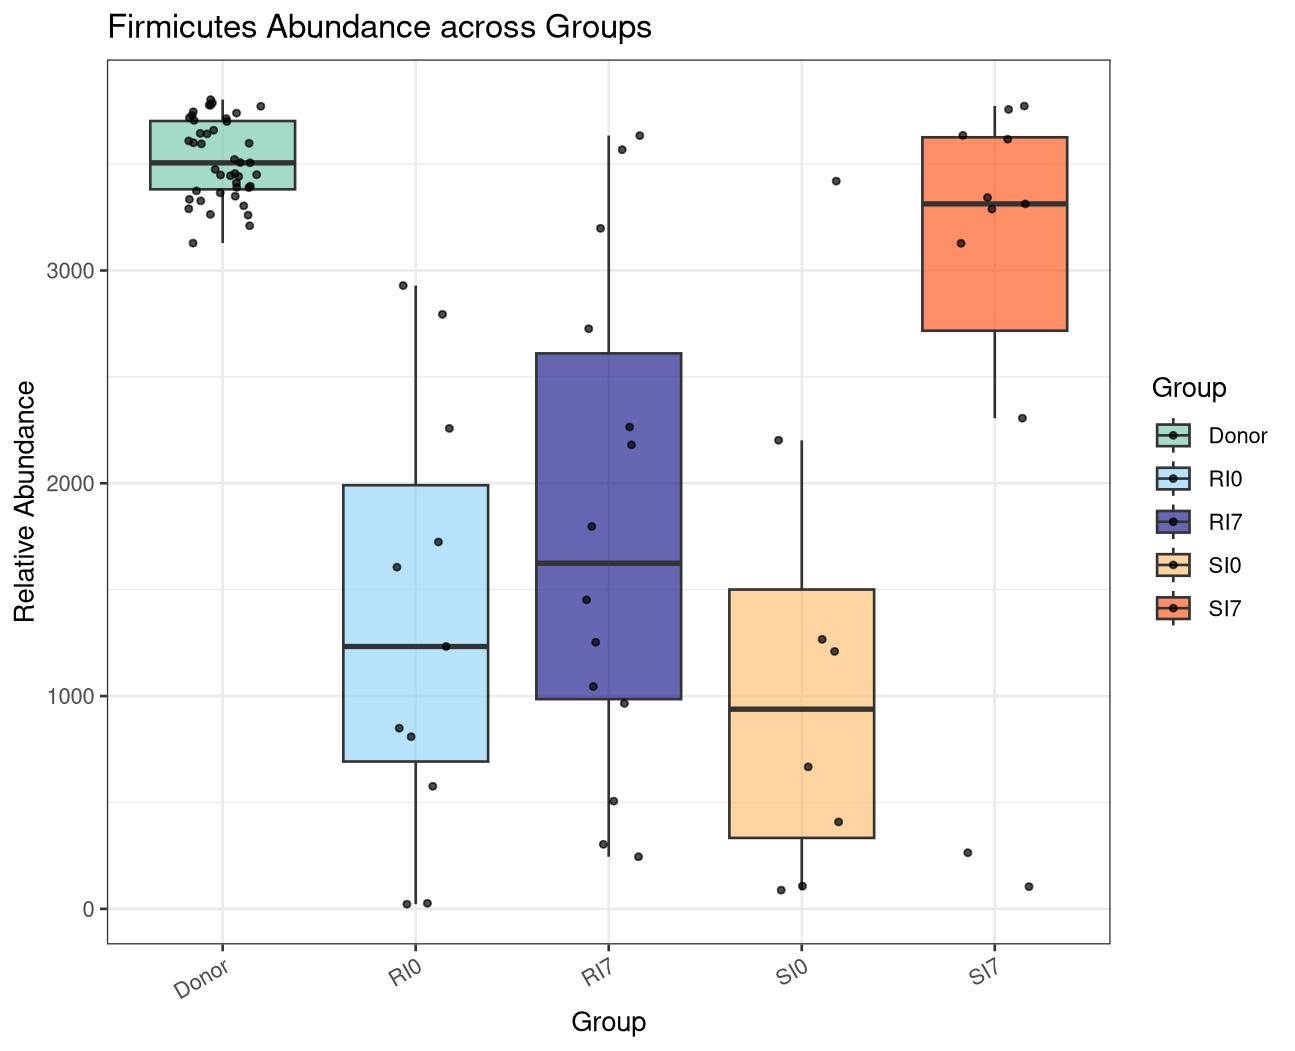 Firmicutes Abundance across Groups
Relative Abundance
3000
2000
1000
0
Donor
RI0
RI7
SI0
SI7
Group
Group
Donor
RI0
RI7
SI0
SI7